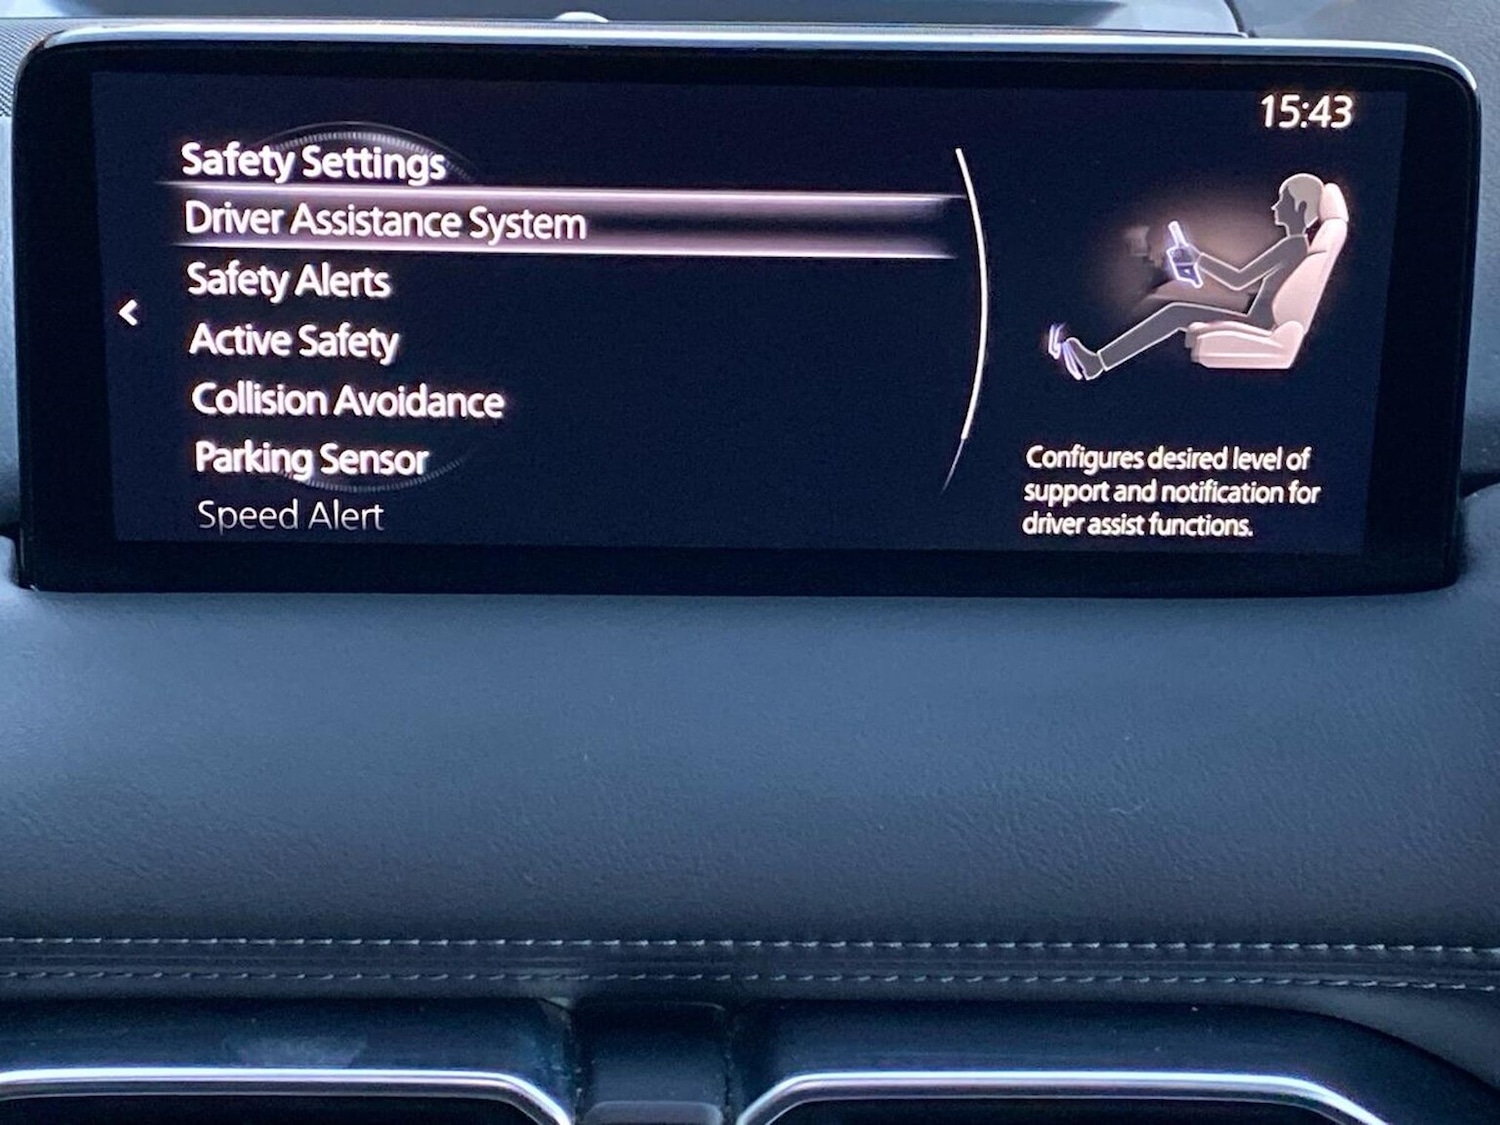 15:43
Safety Settings
Driver Assistance System
Safety Alerts
Active Safety
Collision Avoidance
Parking Sensor
Speed Alert
Configures desired level of
support and notification for
driver assist functions.